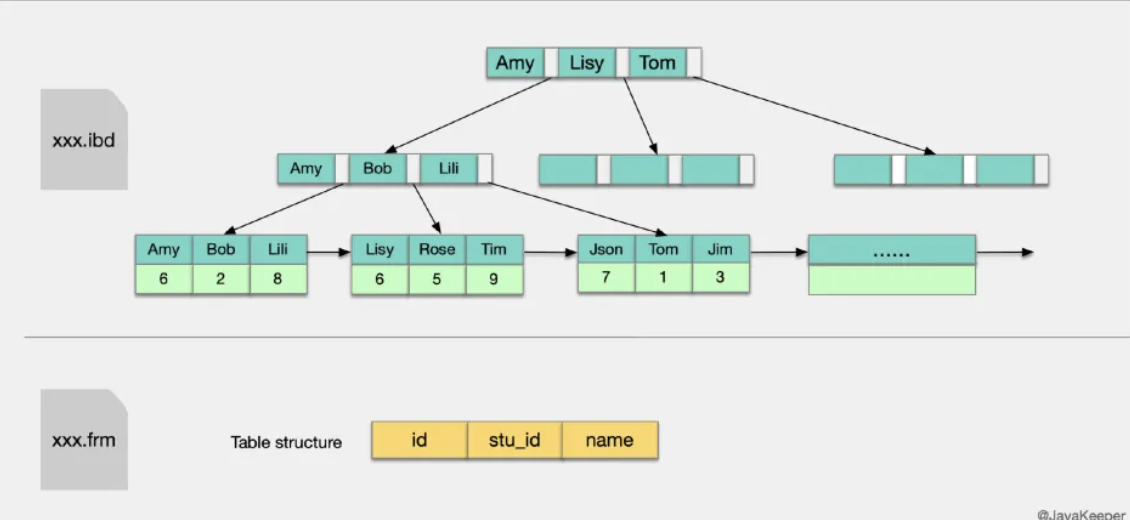 Amy Lisy Tom
xxx.ibd
Amy Bob Lili
Amy Bob Lili Lisy Rose Tim Json Tom Jim ......
6 2 8 6 5 9 7 1 3
xxx.frm
Table structure id stu_id name
@JavaKeeper